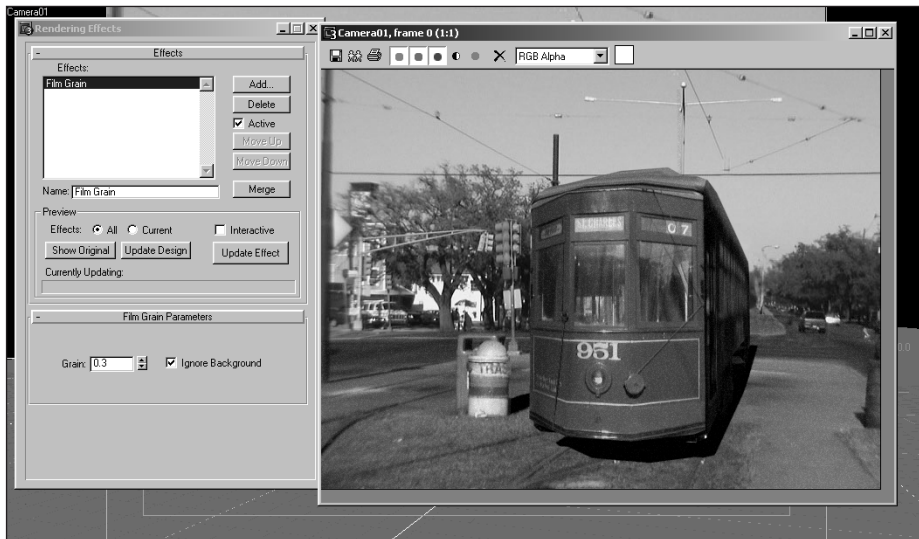 Camera01
Rendering Effects
Effects
Effects:
Film Grain
Add...
Delete
Active
Move Up
Move Down
Name: Film Grain
Merge
Preview
Effects: All Current Interactive
Show Original Update Design Update Effect
Currently Updating:
Film Grain Parameters
Grain: 0.3 Ignore Background
Camera01, frame 0 (1:1)
RGB Alpha
ST. CHARLES
07
951
TRAS